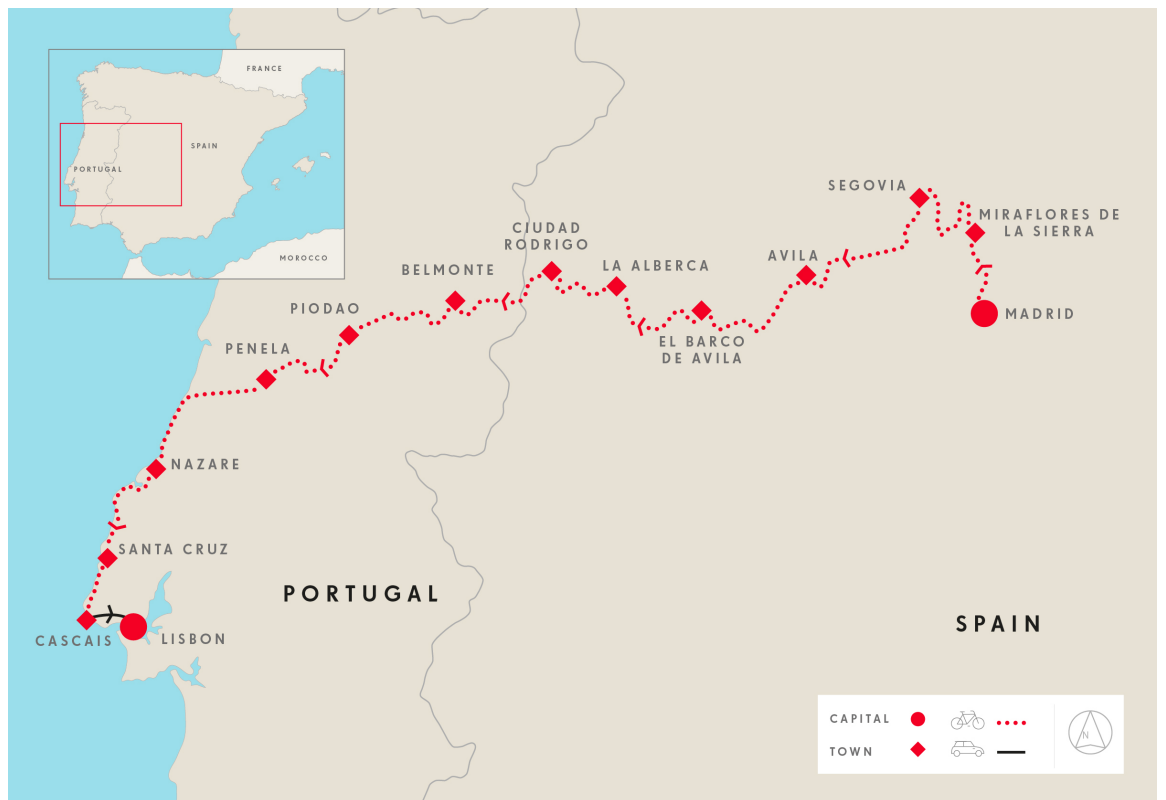 FRANCE
SPAIN
PORTUGAL
MOROCCO
SEGOVIA
MIRAFLORES DE
LA SIERRA
CIUDAD
RODRIGO
AVILA
LA ALBERCA
BELMONTE
PIODAO
MADRID
EL BARCO
DE AVILA
PENELA
NAZARE
SANTA CRUZ
PORTUGAL
SPAIN
CASCAIS
LISBON
CAPITAL
TOWN
N